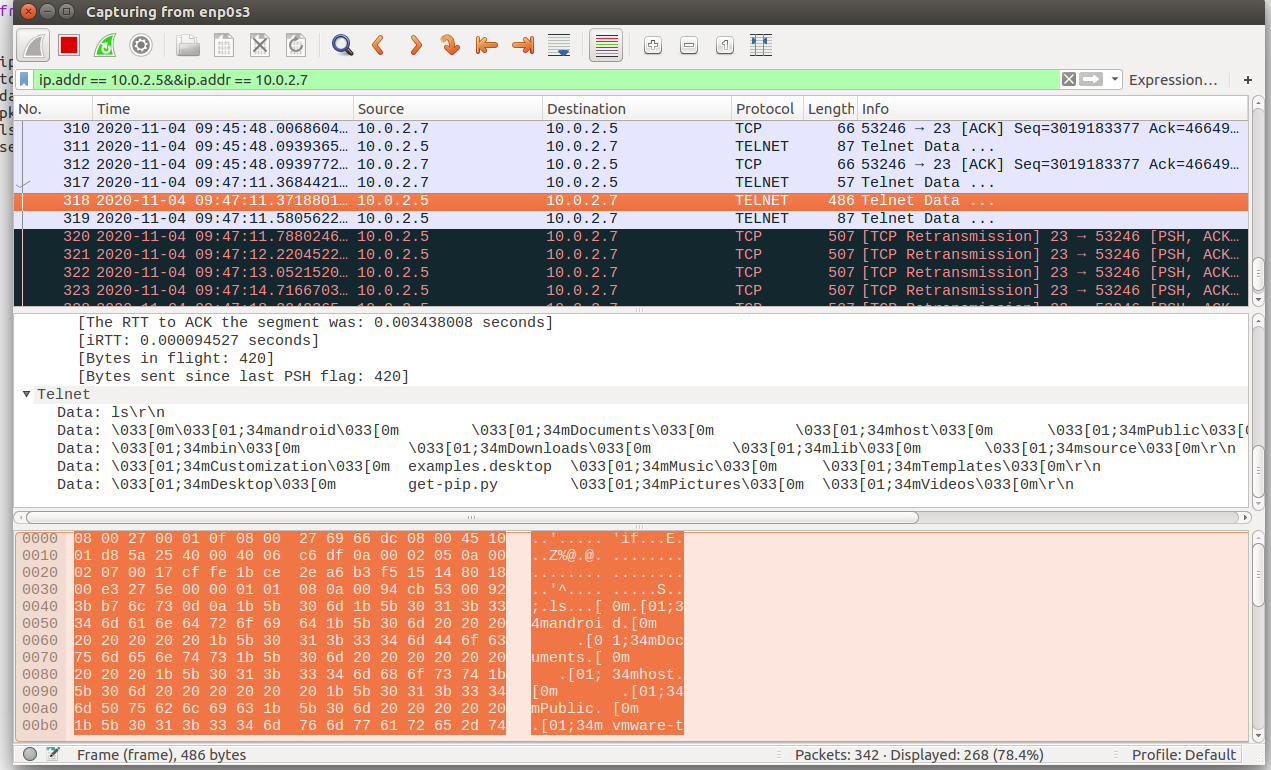 Capturing from enp0s3
ip.addr == 10.0.2.5&&ip.addr == 10.0.2.7 Expression… +
No. Time Source Destination Protocol Length Info
310 2020-11-04 09:45:48.0068604… 10.0.2.7 10.0.2.5 TCP 66 53246 → 23 [ACK] Seq=3019183377 Ack=46649…
311 2020-11-04 09:45:48.0939365… 10.0.2.5 10.0.2.7 TELNET 87 Telnet Data ...
312 2020-11-04 09:45:48.0939772… 10.0.2.7 10.0.2.5 TCP 66 53246 → 23 [ACK] Seq=3019183377 Ack=46649…
317 2020-11-04 09:47:11.3684421… 10.0.2.7 10.0.2.5 TELNET 57 Telnet Data ...
318 2020-11-04 09:47:11.3718801… 10.0.2.5 10.0.2.7 TELNET 486 Telnet Data ...
319 2020-11-04 09:47:11.5805622… 10.0.2.5 10.0.2.7 TELNET 87 Telnet Data ...
320 2020-11-04 09:47:11.7880246… 10.0.2.5 10.0.2.7 TCP 507 [TCP Retransmission] 23 → 53246 [PSH, ACK…
321 2020-11-04 09:47:12.2204522… 10.0.2.5 10.0.2.7 TCP 507 [TCP Retransmission] 23 → 53246 [PSH, ACK…
322 2020-11-04 09:47:13.0521520… 10.0.2.5 10.0.2.7 TCP 507 [TCP Retransmission] 23 → 53246 [PSH, ACK…
323 2020-11-04 09:47:14.7166703… 10.0.2.5 10.0.2.7 TCP 507 [TCP Retransmission] 23 → 53246 [PSH, ACK…
[The RTT to ACK the segment was: 0.003438008 seconds]
[iRTT: 0.000094527 seconds]
[Bytes in flight: 420]
[Bytes sent since last PSH flag: 420]
Telnet
Data: ls\r\n
Data: \033[0m\033[01;34mandroid\033[0m \033[01;34mDocuments\033[0m \033[01;34mhost\033[0m \033[01;34mPublic\033[0
Data: \033[01;34mbin\033[0m \033[01;34mDownloads\033[0m \033[01;34mlib\033[0m \033[01;34msource\033[0m\r\n
Data: \033[01;34mCustomization\033[0m examples.desktop \033[01;34mMusic\033[0m \033[01;34mTemplates\033[0m\r\n
Data: \033[01;34mDesktop\033[0m get-pip.py \033[01;34mPictures\033[0m \033[01;34mVideos\033[0m\r\n
0000 08 00 27 00 01 0f 08 00 27 69 66 dc 08 00 45 10 ..'..... 'if...E.
0010 01 d8 5a 25 40 00 40 06 c6 df 0a 00 02 05 0a 00 ..Z%@.@. ........
0020 02 07 00 17 cf fe 1b ce 2e a6 b3 f5 15 14 80 18 ........ ........
0030 00 e3 27 5e 00 00 01 01 08 0a 00 94 cb 53 00 92 ..'^.... .....S..
0040 3b b7 6c 73 0d 0a 1b 5b 30 6d 1b 5b 30 31 3b 33 ;.ls...[ 0m.[01;3
0050 34 6d 61 6e 64 72 6f 69 64 1b 5b 30 6d 20 20 20 4mandroi d.[0m
0060 20 20 20 20 20 1b 5b 30 31 3b 33 34 6d 44 6f 63 .[0 1;34mDoc
0070 75 6d 65 6e 74 73 1b 5b 30 6d 20 20 20 20 20 20 uments.[ 0m
0080 20 20 20 1b 5b 30 31 3b 33 34 6d 68 6f 73 74 1b .[01; 34mhost.
0090 5b 30 6d 20 20 20 20 20 20 1b 5b 30 31 3b 33 34 [0m .[01;34
00a0 6d 50 75 62 6c 69 63 1b 5b 30 6d 20 20 20 20 20 mPublic. [0m
00b0 1b 5b 30 31 3b 33 34 6d 76 6d 77 61 72 65 2d 74 .[01;34m vmware-t
Frame (frame), 486 bytes Packets: 342 · Displayed: 268 (78.4%) Profile: Default